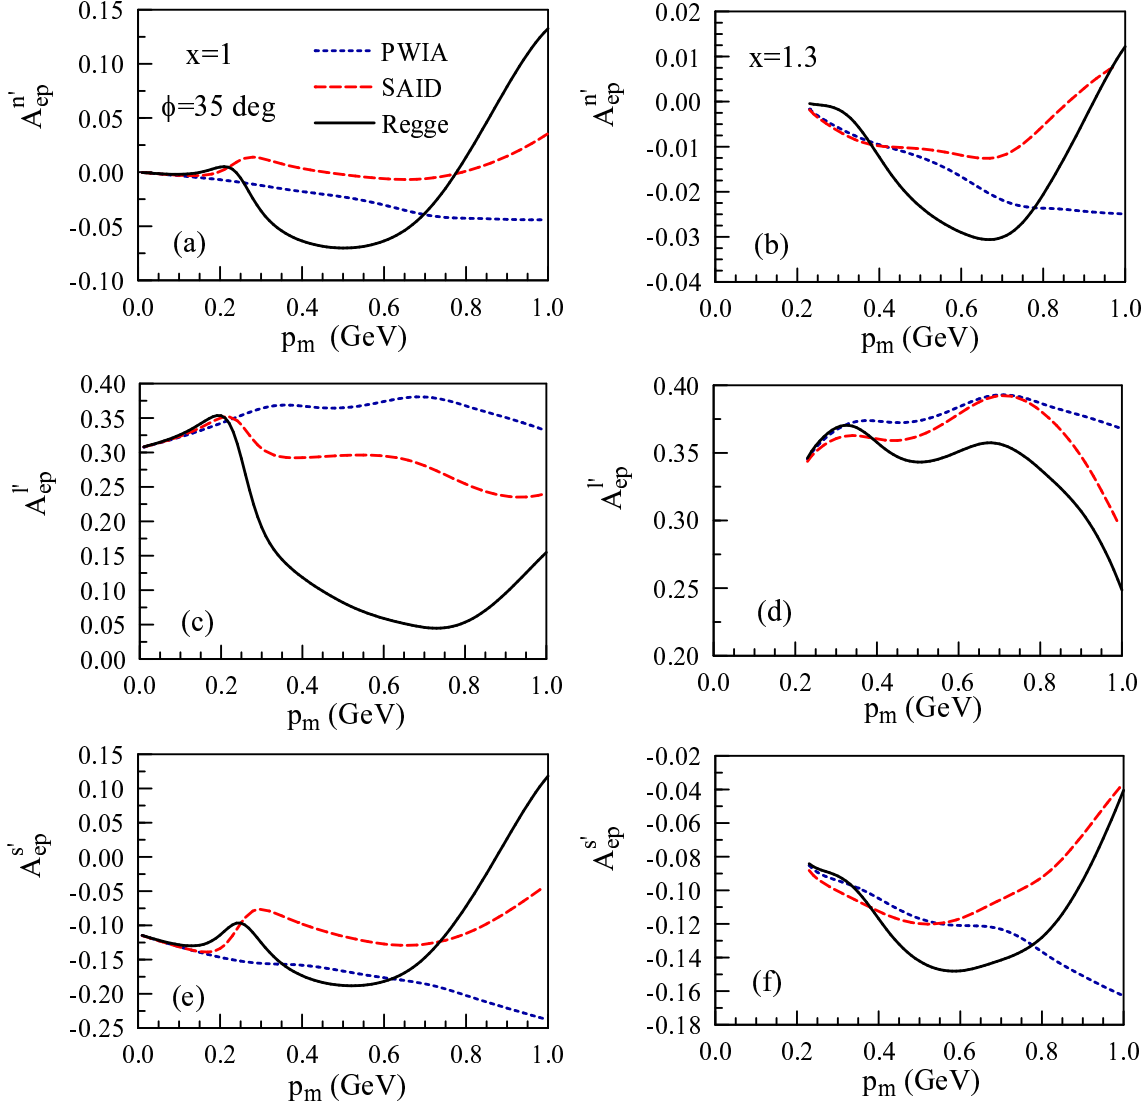 A_ep^n'
0.15
0.10
0.05
0.00
-0.05
-0.10
x=1
ϕ=35 deg
PWIA
SAID
Regge
(a)
0.0 0.2 0.4 0.6 0.8 1.0
p_m (GeV)
A_ep^n'
0.02
0.01
0.00
-0.01
-0.02
-0.03
-0.04
x=1.3
(b)
0.0 0.2 0.4 0.6 0.8 1.0
p_m (GeV)
A_ep^l'
0.40
0.35
0.30
0.25
0.20
0.15
0.10
0.05
0.00
(c)
0.0 0.2 0.4 0.6 0.8 1.0
p_m (GeV)
A_ep^l'
0.40
0.35
0.30
0.25
0.20
(d)
0.0 0.2 0.4 0.6 0.8 1.0
p_m (GeV)
A_ep^s'
0.15
0.10
0.05
0.00
-0.05
-0.10
-0.15
-0.20
-0.25
(e)
0.0 0.2 0.4 0.6 0.8 1.0
p_m (GeV)
A_ep^s'
-0.02
-0.04
-0.06
-0.08
-0.10
-0.12
-0.14
-0.16
-0.18
(f)
0.0 0.2 0.4 0.6 0.8 1.0
p_m (GeV)